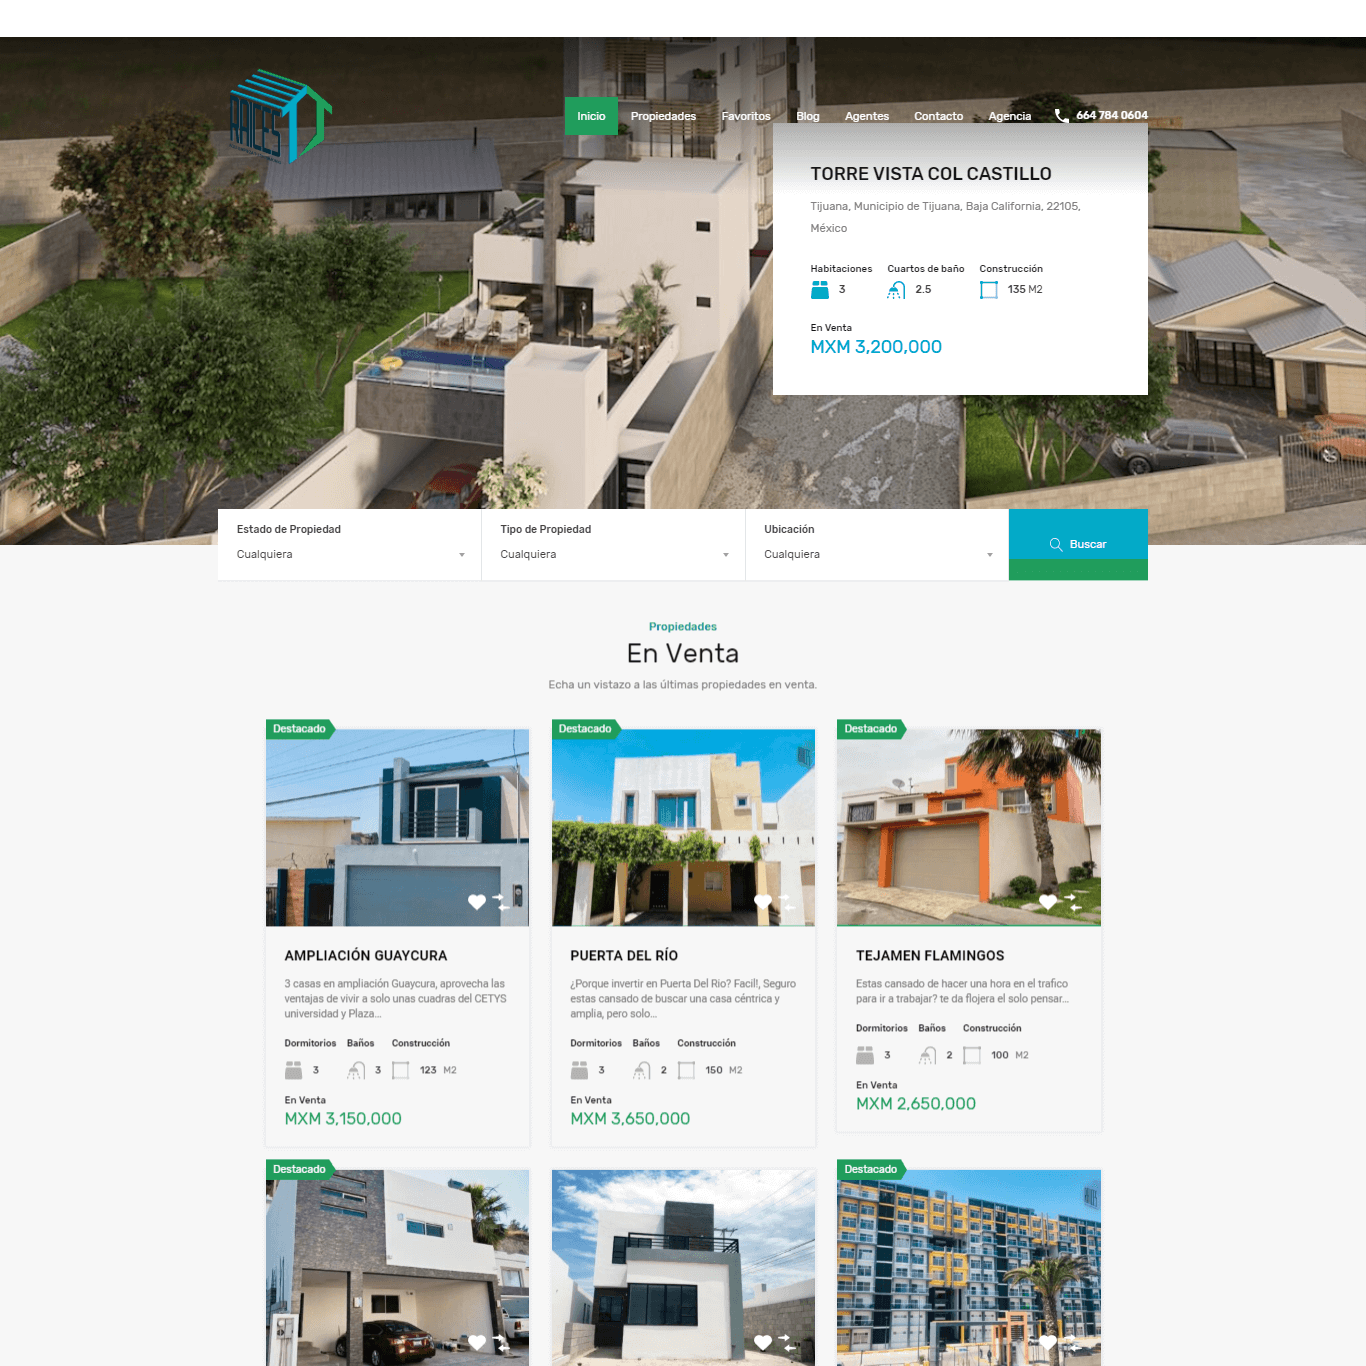 RAICES
Inicio
Propiedades
Favoritos
Blog
Agentes
Contacto
Agencia
664 784 0604
TORRE VISTA COL CASTILLO
Tijuana, Municipio de Tijuana, Baja California, 22105,
México
Habitaciones Cuartos de baño Construcción
3 2.5 135 M2
En Venta
MXM 3,200,000
Estado de Propiedad
Cualquiera
Tipo de Propiedad
Cualquiera
Ubicación
Cualquiera
Buscar
Propiedades
En Venta
Echa un vistazo a las últimas propiedades en venta.
Destacado
AMPLIACIÓN GUAYCURA
3 casas en ampliación Guaycura, aprovecha las
ventajas de vivir a solo unas cuadras del CETYS
universidad y Plaza...
Dormitorios Baños Construcción
3 3 123 M2
En Venta
MXM 3,150,000
Destacado
PUERTA DEL RÍO
¿Porque invertir en Puerta Del Rio? Facil!, Seguro
estas cansado de buscar una casa céntrica y
amplia, pero solo...
Dormitorios Baños Construcción
3 2 150 M2
En Venta
MXM 3,650,000
Destacado
TEJAMEN FLAMINGOS
Estas cansado de hacer una hora en el trafico
para ir a trabajar? te da flojera el solo pensar...
Dormitorios Baños Construcción
3 2 100 M2
En Venta
MXM 2,650,000
Destacado
Destacado